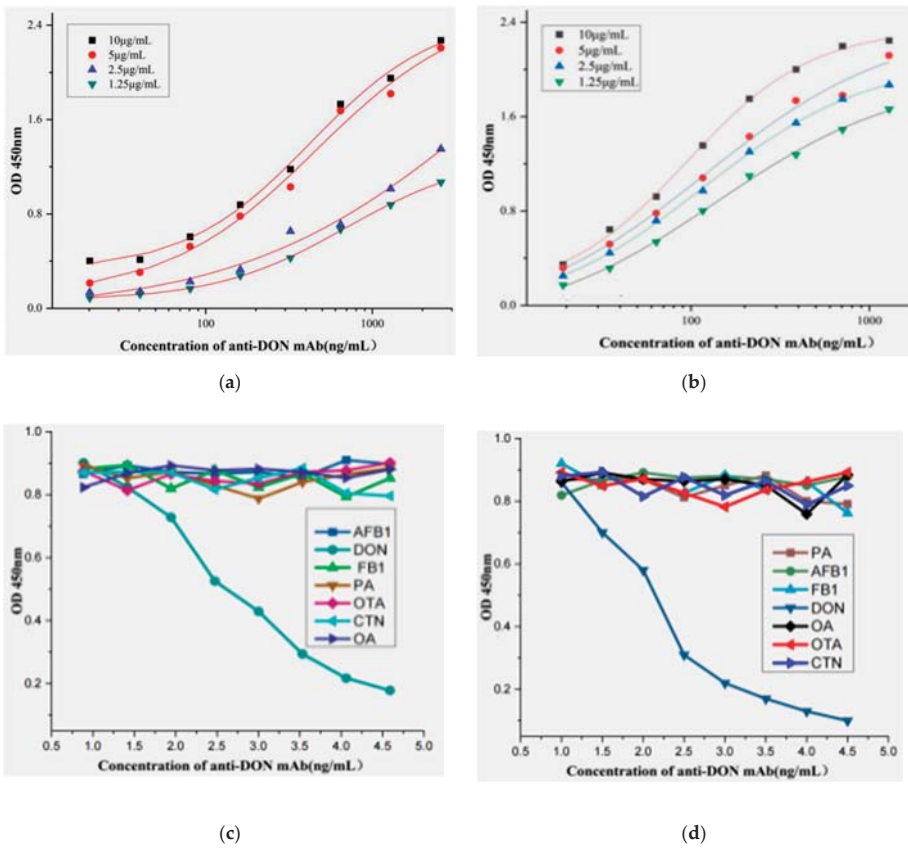 2.4
1.6
0.8
0.0
OD 450nm
10μg/mL
5μg/mL
2.5μg/mL
1.25μg/mL
100
1000
Concentration of anti-DON mAb(ng/mL）
(a)
2.4
1.6
0.8
0.0
OD 450nm
10μg/mL
5μg/mL
2.5μg/mL
1.25μg/mL
100
1000
Concentration of anti-DON mAb(ng/mL）
(b)
1.0
0.8
0.6
0.4
0.2
OD 450nm
AFB1
DON
FB1
PA
OTA
CTN
OA
0.5 1.0 1.5 2.0 2.5 3.0 3.5 4.0 4.5 5.0
Concentration of anti-DON mAb(ng/mL）
(c)
1.0
0.8
0.6
0.4
0.2
OD 450nm
PA
AFB1
FB1
DON
OA
OTA
CTN
0.5 1.0 1.5 2.0 2.5 3.0 3.5 4.0 4.5 5.0
Concentration of anti-DON mAb(ng/mL）
(d)